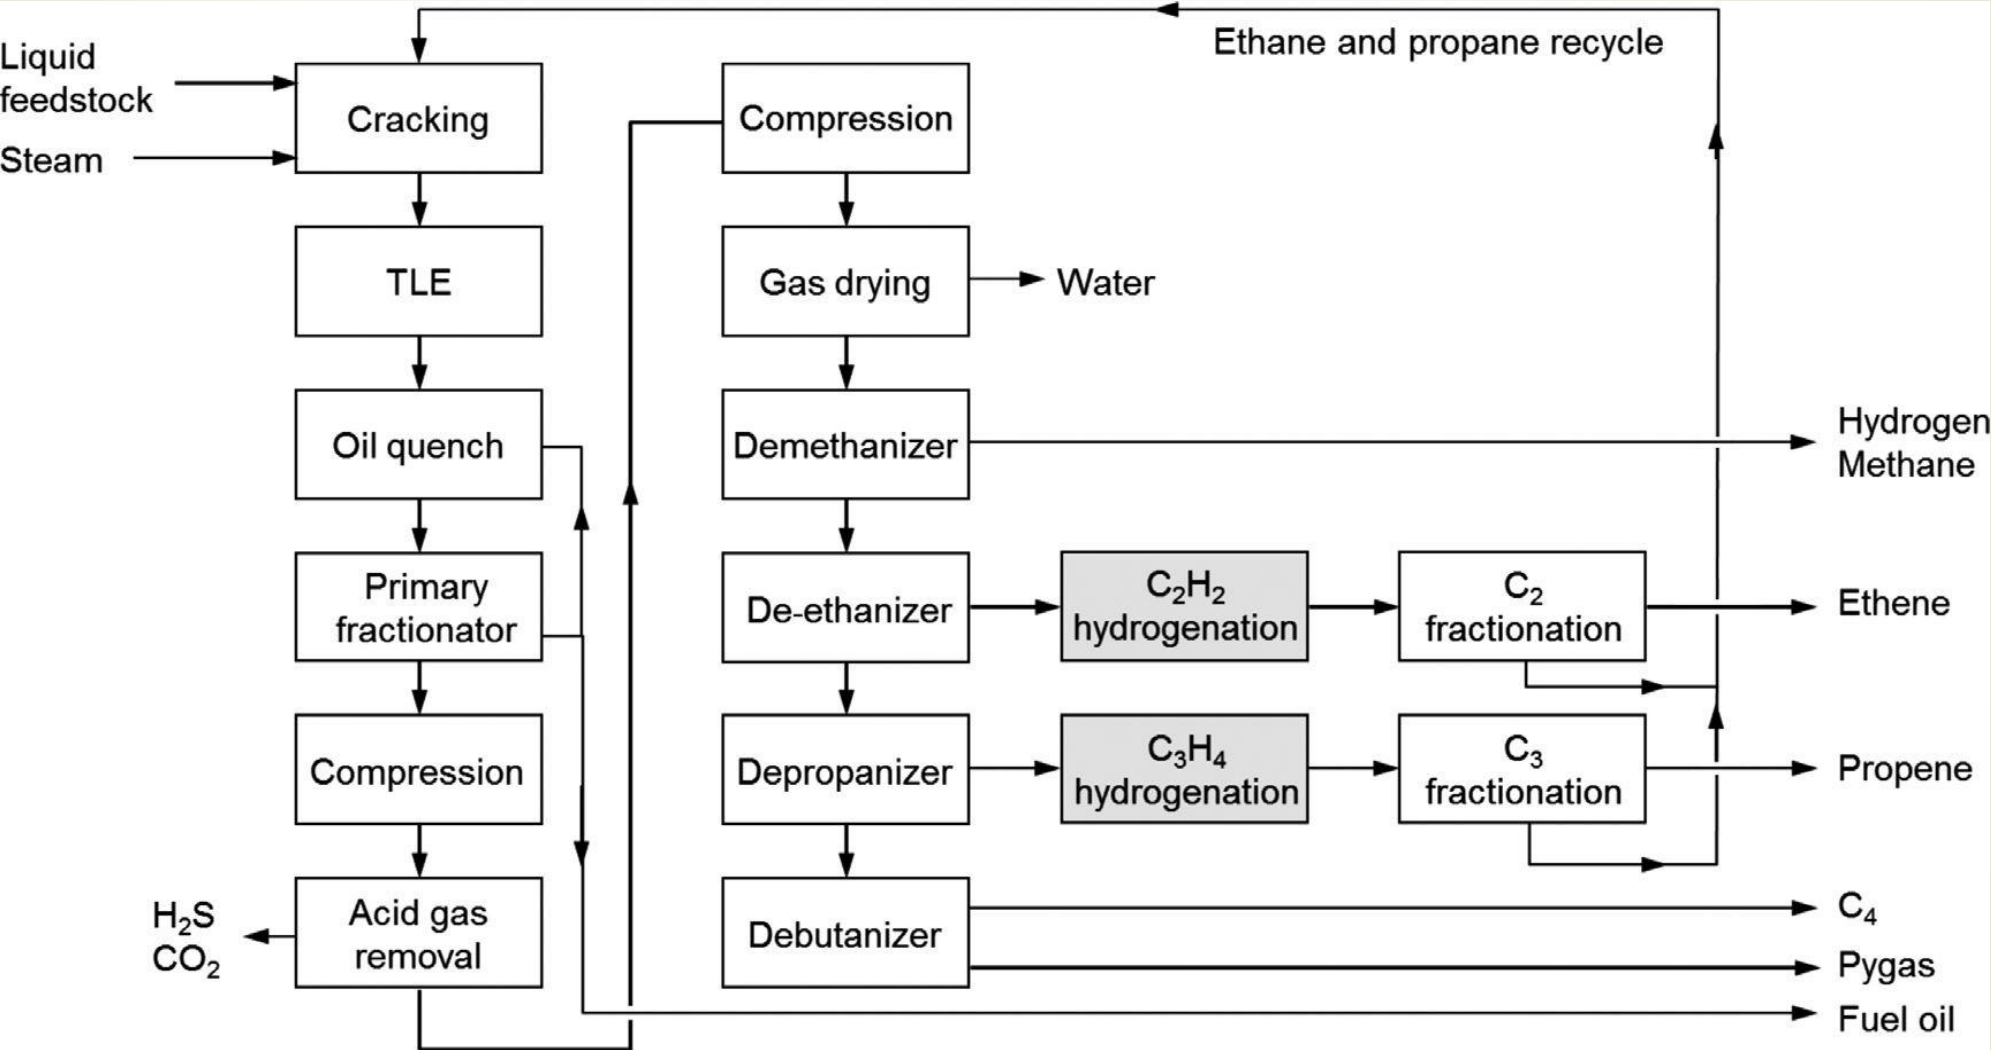 Ethane and propane recycle
Liquid
feedstock
Steam
Cracking
Compression
TLE
Gas drying
Water
Oil quench
Demethanizer
Hydrogen
Methane
Primary
fractionator
De-ethanizer
C₂H₂
hydrogenation
C₂
fractionation
Ethene
Compression
Depropanizer
C₃H₄
hydrogenation
C₃
fractionation
Propene
H₂S
CO₂
Acid gas
removal
Debutanizer
C₄
Pygas
Fuel oil